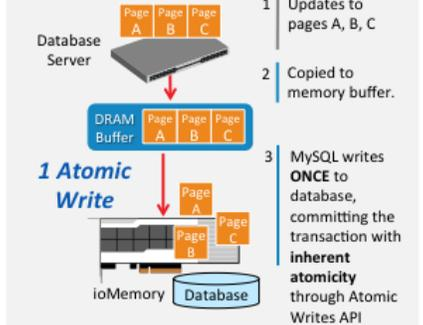 Page A
Page B
Page C
Database
Server
DRAM
Buffer
Page A
Page B
Page C
1 Atomic
Write
Page A
Page B
Page C
ioMemory
Database
1 Updates to
pages A, B, C
2 Copied to
memory buffer.
3 MySQL writes
ONCE to
database,
committing the
transaction with
inherent
atomicity
through Atomic
Writes API